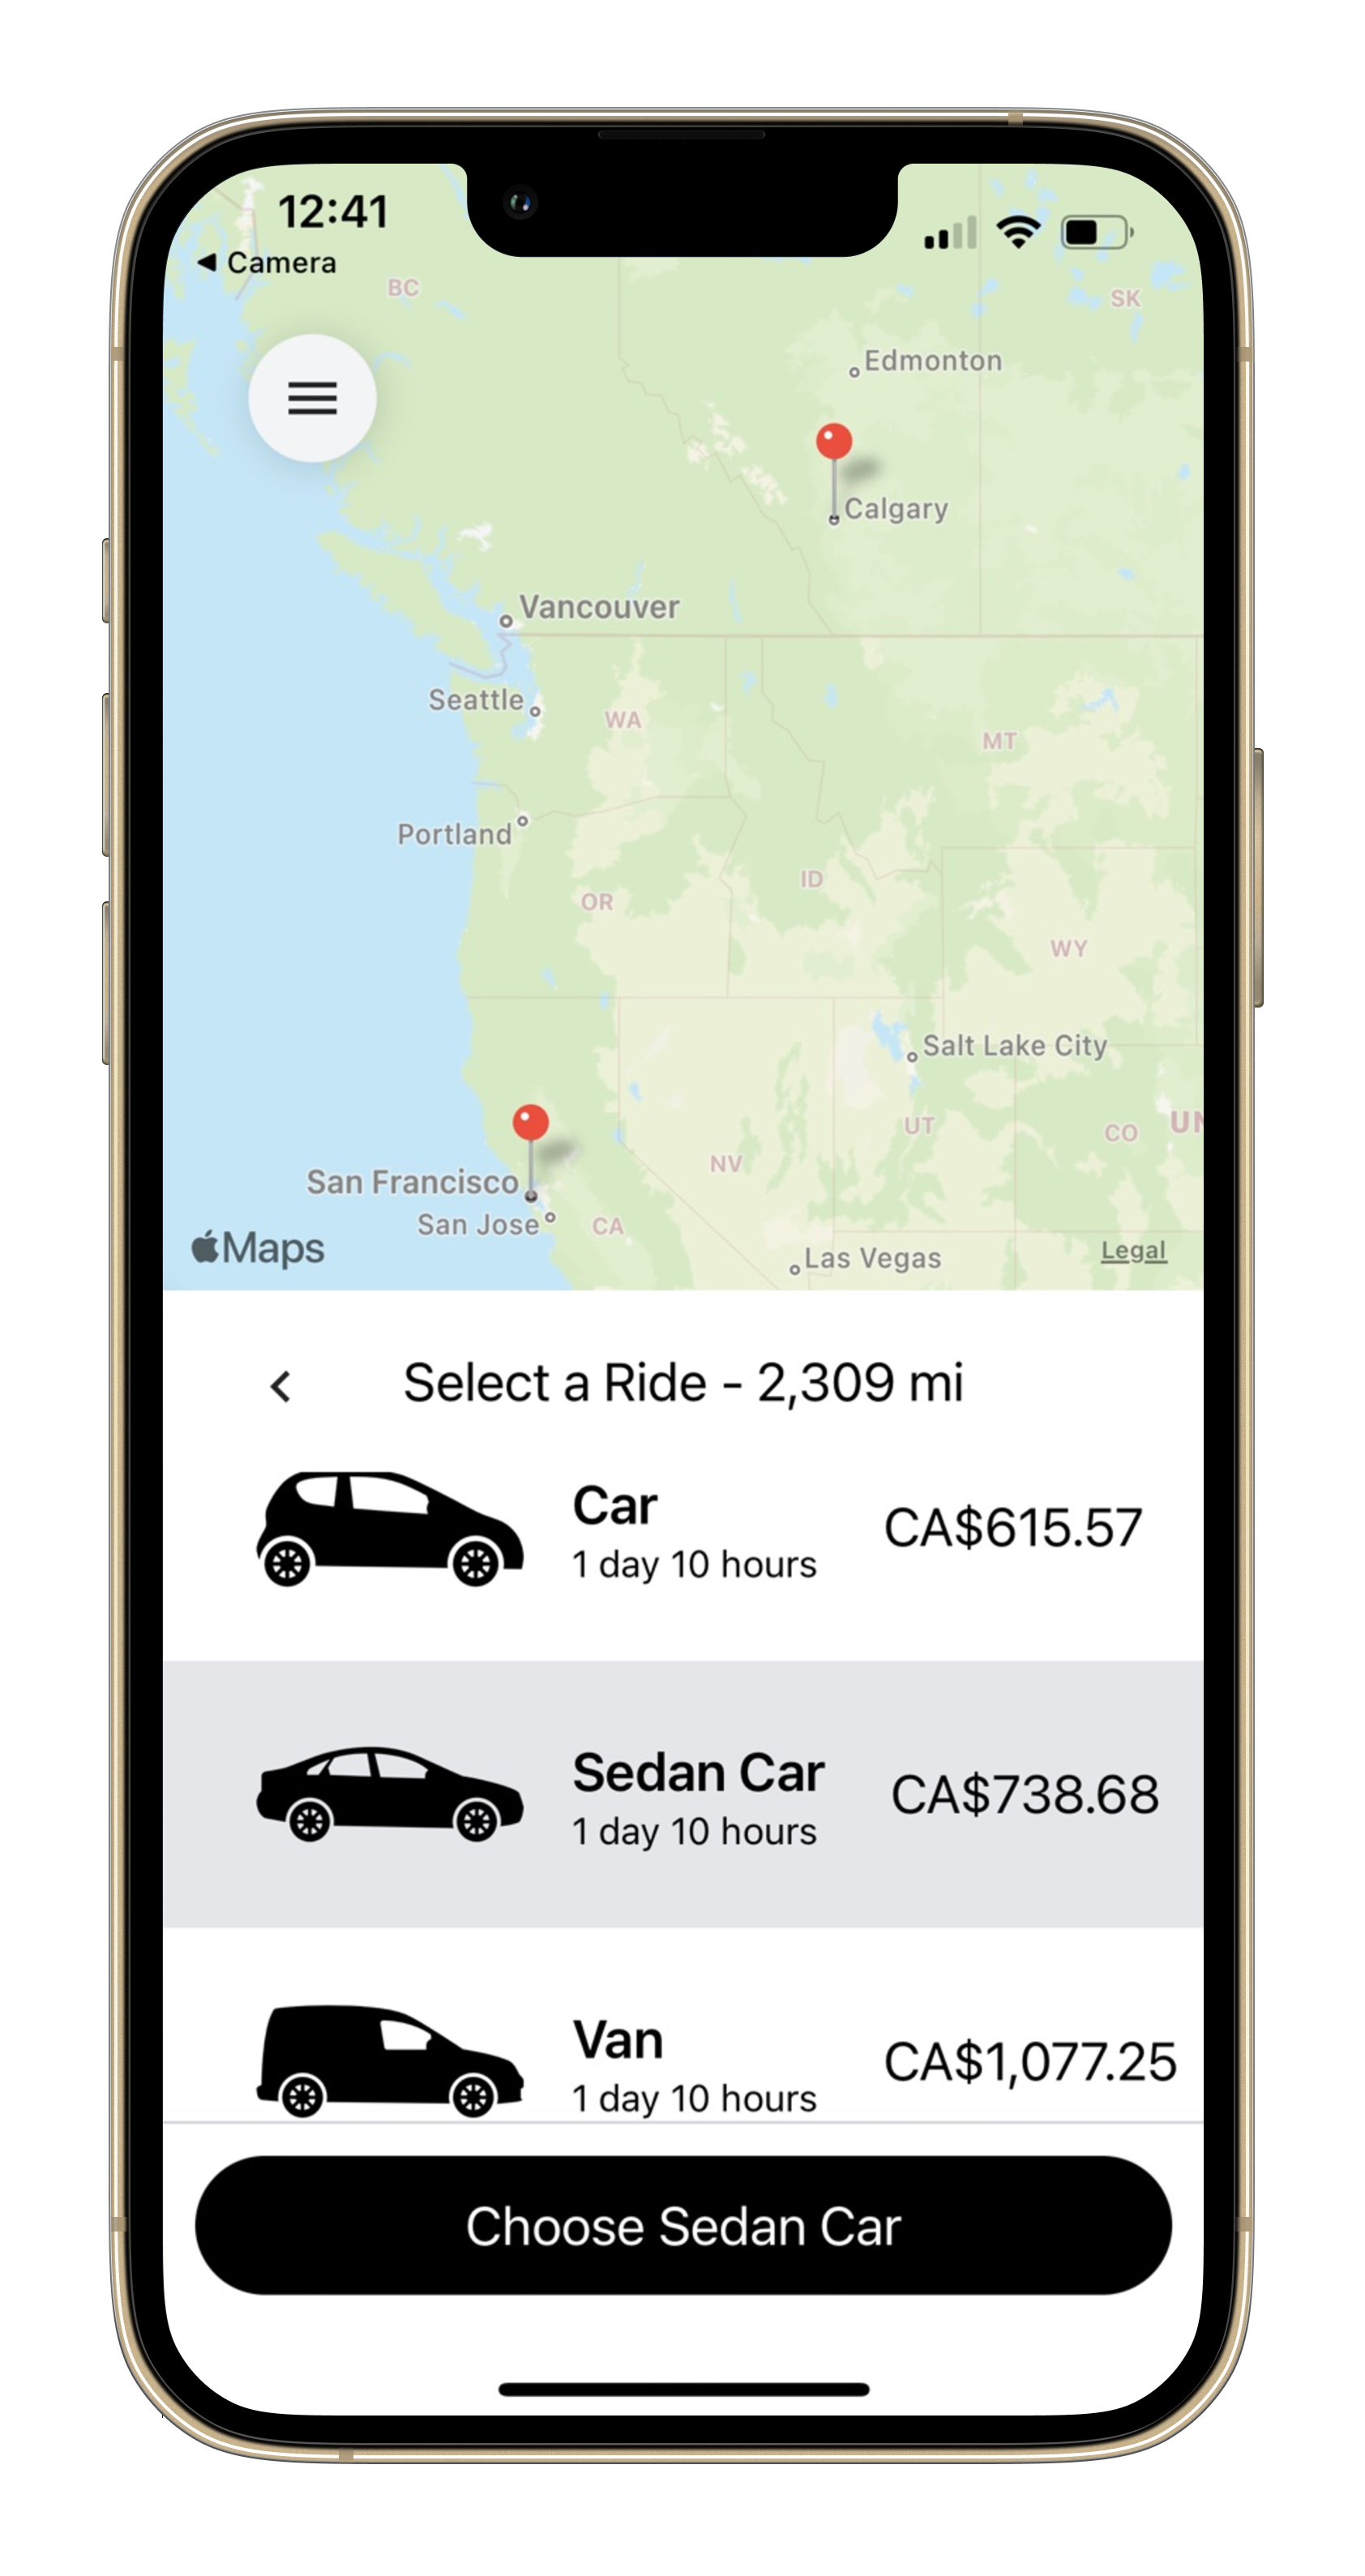 12:41
◀ Camera
BC
SK
Edmonton
Calgary
Vancouver
Seattle
WA
MT
Portland
ID
OR
WY
Salt Lake City
UT
CO
UN
NV
San Francisco
San Jose
CA
Maps
Las Vegas
Legal
Select a Ride - 2,309 mi
Car
CA$615.57
1 day 10 hours
Sedan Car
CA$738.68
1 day 10 hours
Van
CA$1,077.25
1 day 10 hours
Choose Sedan Car